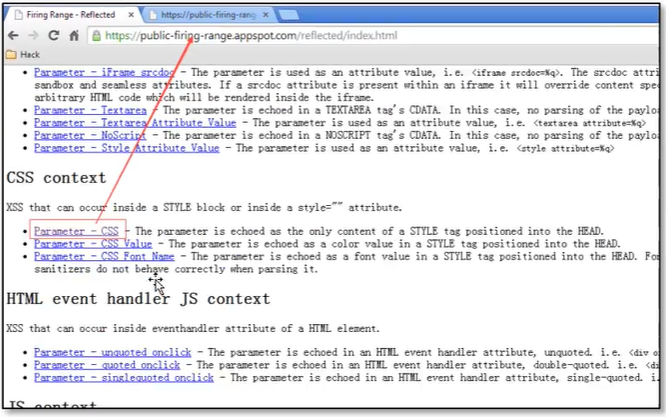 Firing Range - Reflected
https://public-firing-rang
https://public-firing-range.appspot.com/reflected/index.html
Hack
• Parameter - iFrame srcdoc - The parameter is used as an attribute value, i.e. <iframe srcdoc=%q>. The srcdoc attri
sandbox and seamless attributes. If a srcdoc attribute is present within an iframe it will override content spec
arbitrary HTML code which will be rendered inside the iframe.
• Parameter - Textarea - The parameter is echoed in a TEXTAREA tag's CDATA. In this case, no parsing of the payloa
• Parameter - Textarea Attribute Value - The parameter is used as an attribute value, i.e. <textarea attribute=%q>
• Parameter - NoScript - The parameter is echoed in a NOSCRIPT tag's CDATA. In this case, no parsing of the payloa
• Parameter - Style Attribute Value - The parameter is used as an attribute value, i.e. <style attribute=%q>
CSS context
XSS that can occur inside a STYLE block or inside a style="" attribute.
• Parameter - CSS - The parameter is echoed as the only content of a STYLE tag positioned into the HEAD.
• Parameter - CSS Value - The parameter is echoed as a color value in a STYLE tag positioned into the HEAD.
• Parameter - CSS Font Name - The parameter is echoed as a font value in a STYLE tag positioned into the HEAD. For
sanitizers do not behave correctly when parsing it.
HTML event handler JS context
XSS that can occur inside eventhandler attribute of a HTML element.
• Parameter - unquoted onclick - The parameter is echoed in an HTML event handler attribute, unquoted. i.e. <div o
• Parameter - quoted onclick - The parameter is echoed in an HTML event handler attribute, double-quoted. i.e. <di
• Parameter - singlequoted onclick - The parameter is echoed in an HTML event handler attribute, single-quoted. i.
JS context